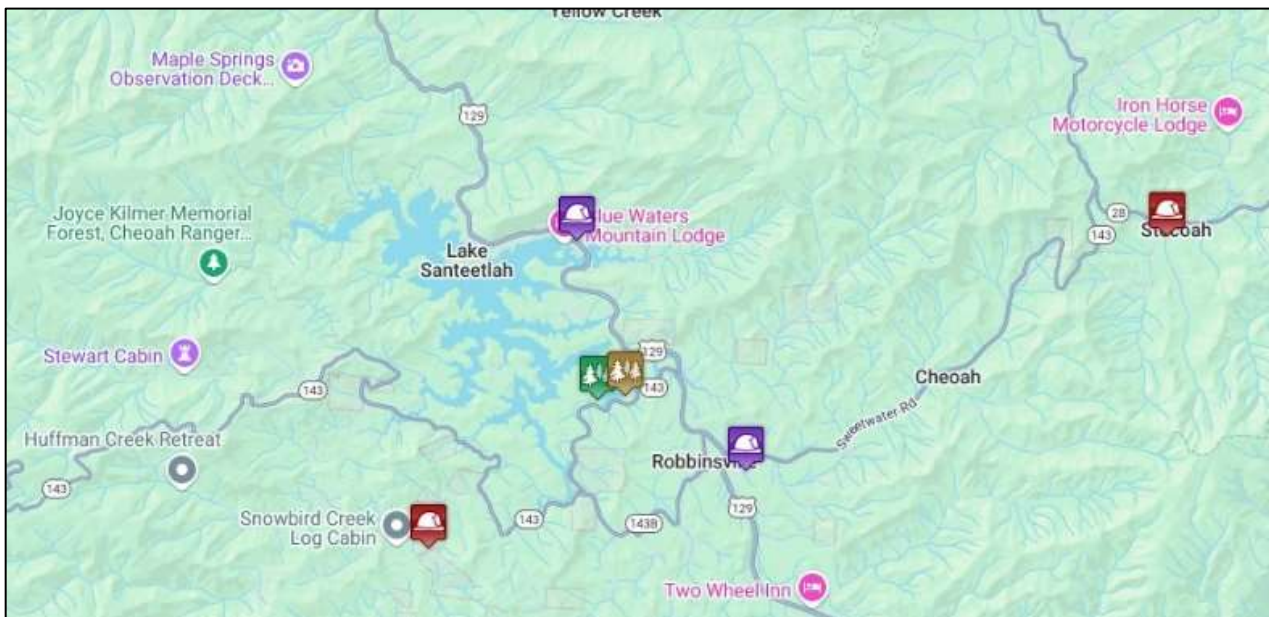 Yellow Creek
Maple Springs
Observation Deck...
129
Iron Horse
Motorcycle Lodge
Joyce Kilmer Memorial
Forest, Cheoah Ranger...
Blue Waters
Mountain Lodge
28
143
Stecoah
Lake
Santeetlah
Stewart Cabin
129
143
143
Cheoah
Sweetwater Rd
Huffman Creek Retreat
Robbinsville
143
129
Snowbird Creek
Log Cabin
143
143B
Two Wheel Inn